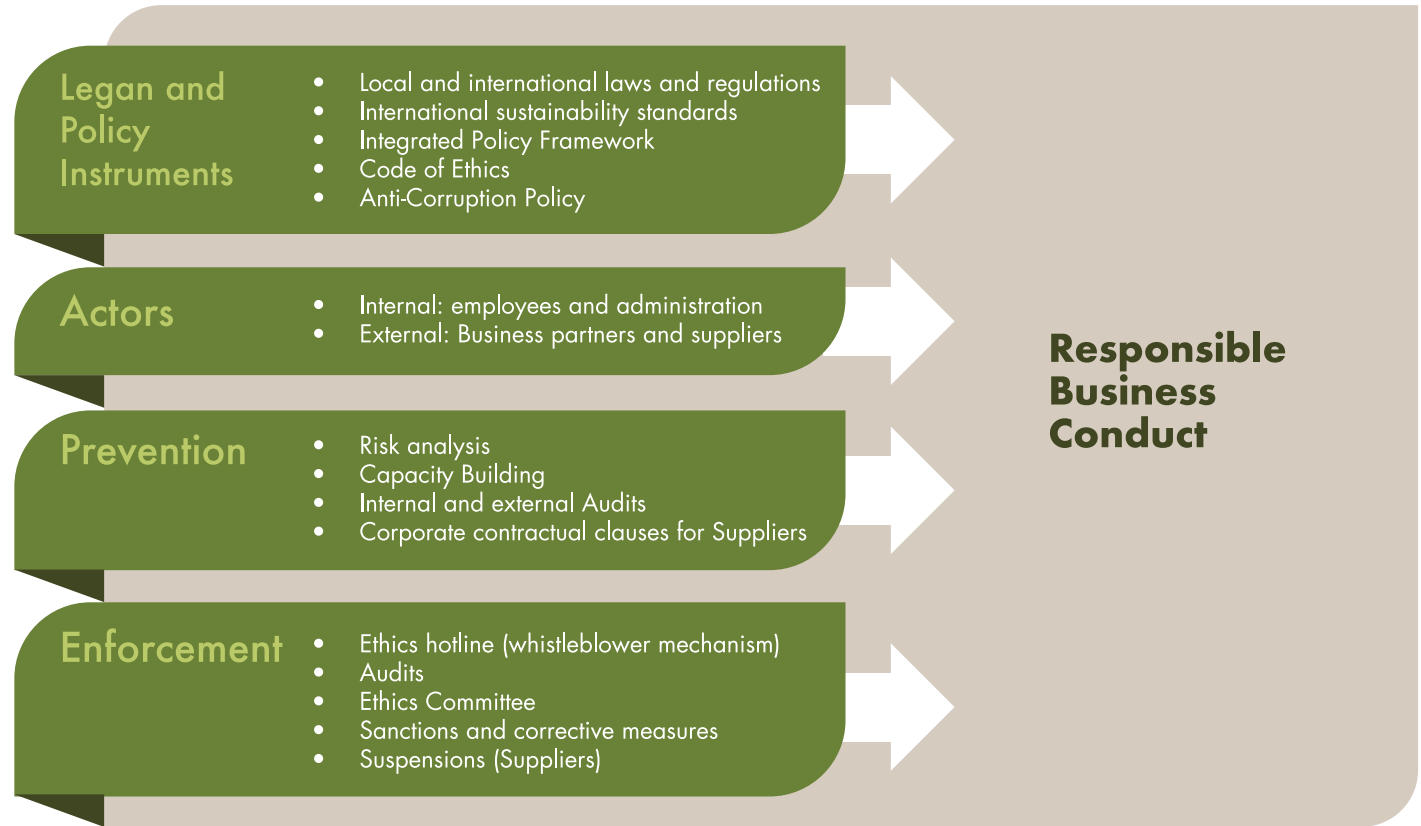 Legan and
Policy
Instruments
• Local and international laws and regulations
• International sustainability standards
• Integrated Policy Framework
• Code of Ethics
• Anti-Corruption Policy
Actors
• Internal: employees and administration
• External: Business partners and suppliers
Prevention
• Risk analysis
• Capacity Building
• Internal and external Audits
• Corporate contractual clauses for Suppliers
Enforcement
• Ethics hotline (whistleblower mechanism)
• Audits
• Ethics Committee
• Sanctions and corrective measures
• Suspensions (Suppliers)
Responsible
Business
Conduct